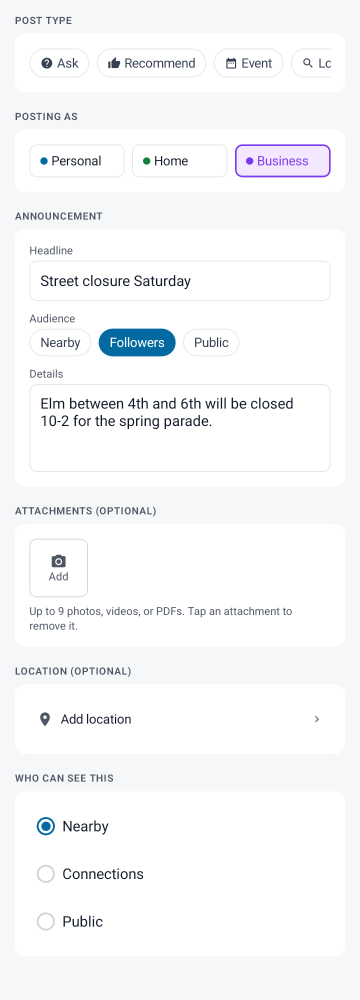 POST TYPE
Ask
Recommend
Event
Lo
POSTING AS
Personal
Home
Business
ANNOUNCEMENT
Headline
Street closure Saturday
Audience
Nearby
Followers
Public
Details
Elm between 4th and 6th will be closed
10-2 for the spring parade.
ATTACHMENTS (OPTIONAL)
Add
Up to 9 photos, videos, or PDFs. Tap an attachment to
remove it.
LOCATION (OPTIONAL)
Add location
WHO CAN SEE THIS
Nearby
Connections
Public